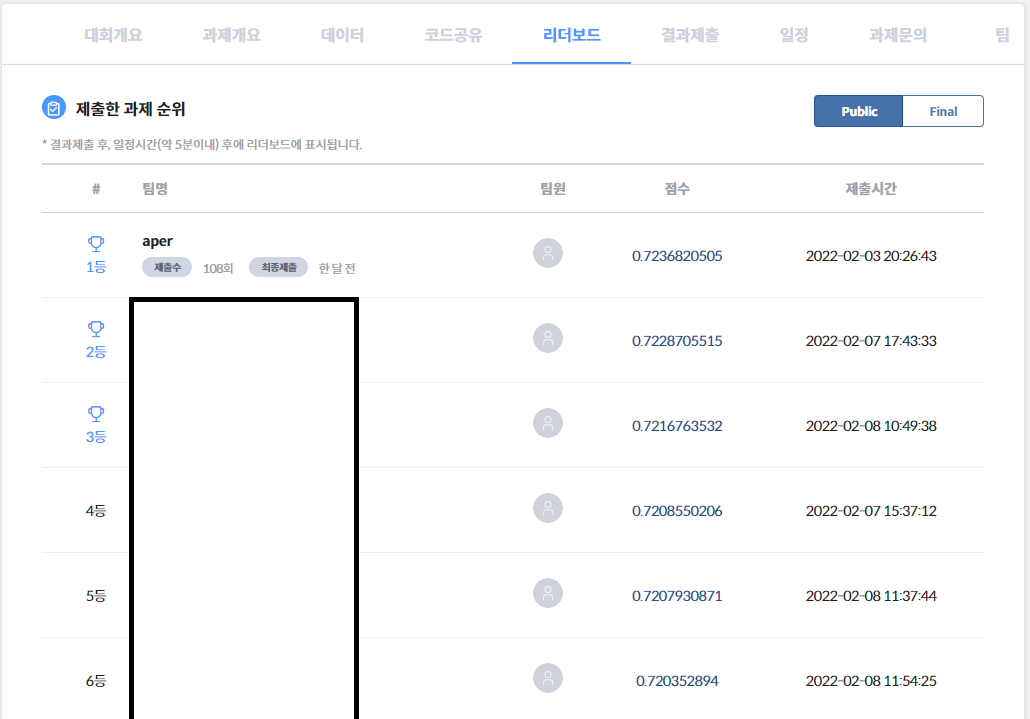 대회개요 과제개요 데이터 코드공유 리더보드 결과제출 일정 과제문의 팀
제출한 과제 순위
Public Final
* 결과제출 후, 일정시간(약 5분이내) 후에 리더보드에 표시됩니다.
# 팀명 팀원 점수 제출시간
aper
1등 제출수 108회 최종제출 한 달 전 0.7236820505 2022-02-03 20:26:43
2등 0.7228705515 2022-02-07 17:43:33
3등 0.7216763532 2022-02-08 10:49:38
4등 0.7208550206 2022-02-07 15:37:12
5등 0.7207930871 2022-02-08 11:37:44
6등 0.720352894 2022-02-08 11:54:25